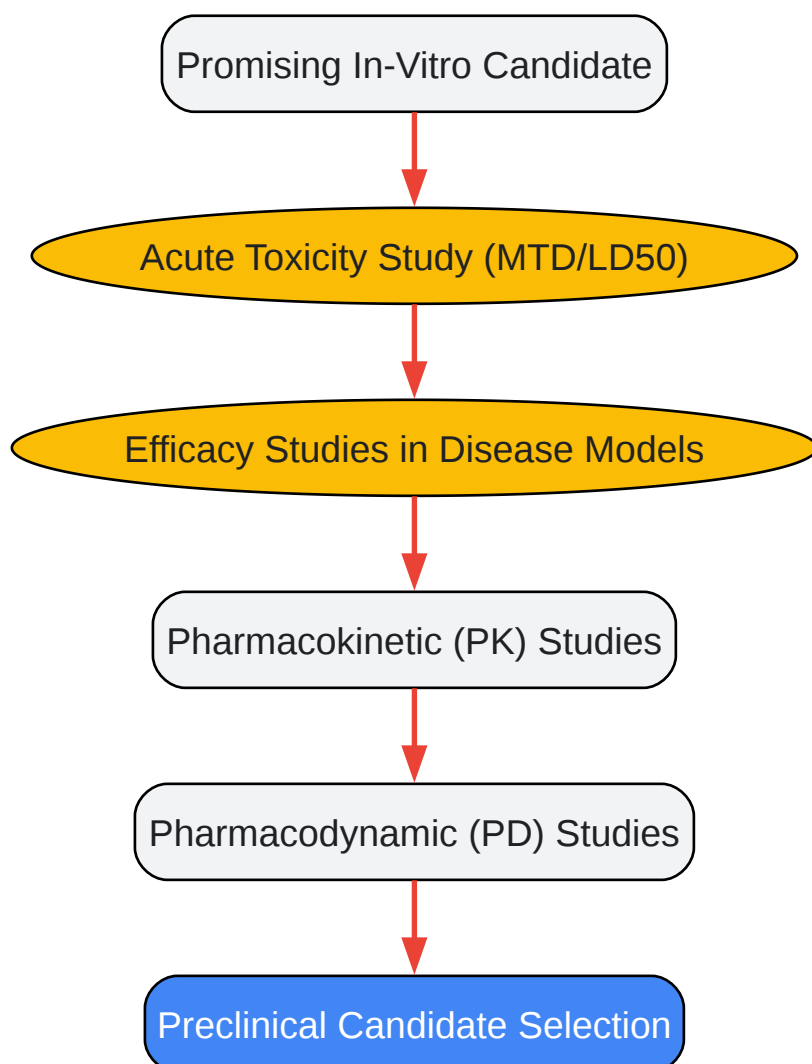 Promising In-Vitro Candidate
Acute Toxicity Study (MTD/LD50)
Efficacy Studies in Disease Models
Pharmacokinetic (PK) Studies
Pharmacodynamic (PD) Studies
Preclinical Candidate Selection